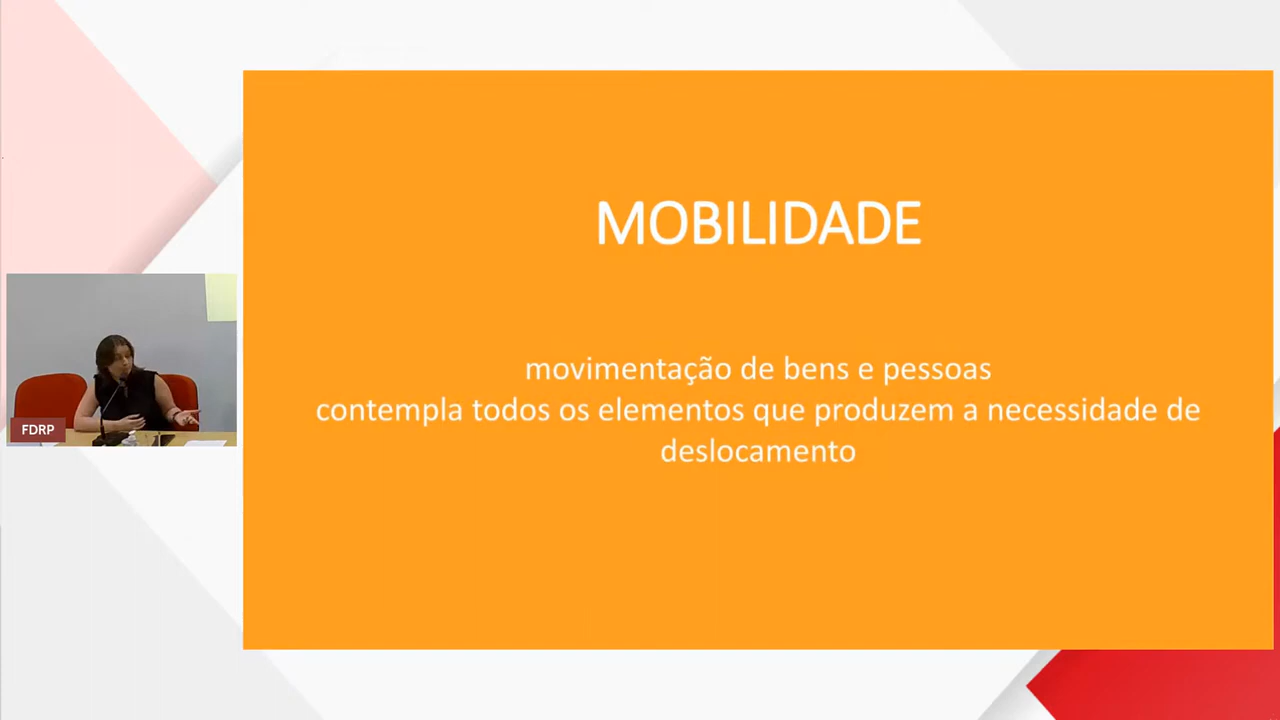 MOBILIDADE
movimentação de bens e pessoas
contempla todos os elementos que produzem a necessidade de
deslocamento
FDRP